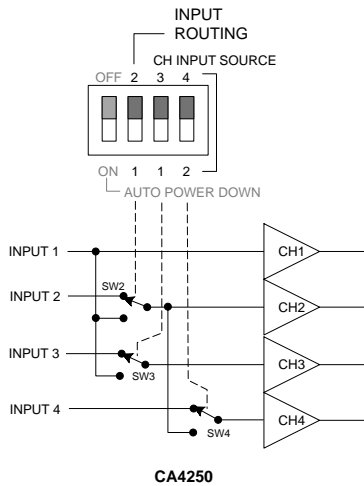 INPUT
ROUTING
CH INPUT SOURCE
OFF 2 3 4
ON 1 1 2
AUTO POWER DOWN
INPUT 1
CH1
INPUT 2
SW2
CH2
INPUT 3
SW3
CH3
INPUT 4
SW4
CH4
CA4250